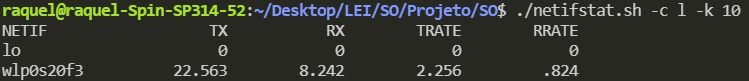 raquel@raquel-Spin-SP314-52:~/Desktop/LEI/SO/Projeto/SO$ ./netifstat.sh -c l -k 10
NETIF TX RX TRATE RRATE
lo 0 0 0 0
wlp0s20f3 22.563 8.242 2.256 .824